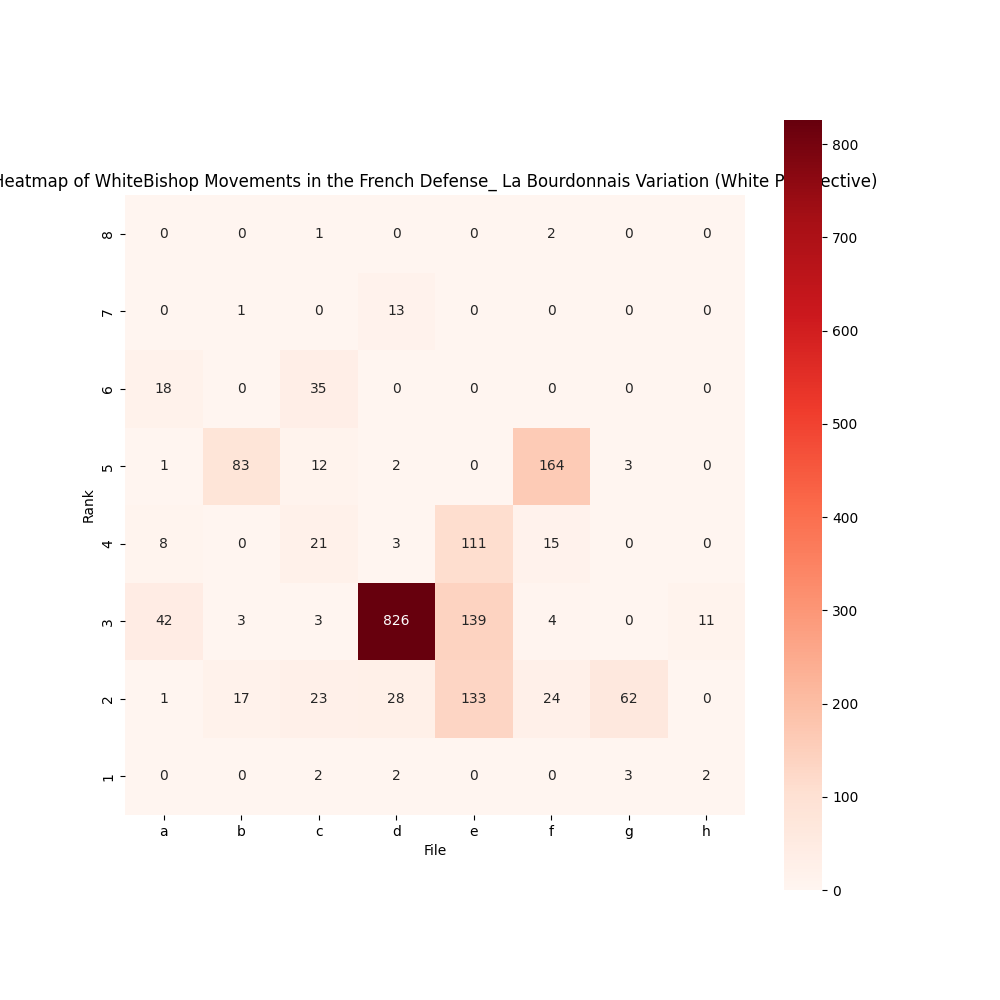 Heatmap of WhiteBishop Movements in the French Defense_ La Bourdonnais Variation (White P ective)
8 0 0 1 0 0 2 0 0
7 0 1 0 13 0 0 0 0
6 18 0 35 0 0 0 0 0
5 1 83 12 2 0 164 3 0
4 8 0 21 3 111 15 0 0
3 42 3 3 826 139 4 0 11
2 1 17 23 28 133 24 62 0
1 0 0 2 2 0 0 3 2
a b c d e f g h
Rank
File
800
700
600
500
400
300
200
100
0